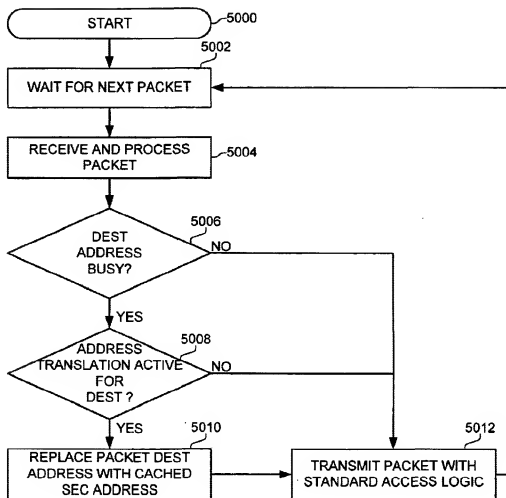 START
5000
5002
WAIT FOR NEXT PACKET
RECEIVE AND PROCESS
PACKET
5004
5006
DEST
ADDRESS
BUSY?
NO
YES
5008
ADDRESS
TRANSLATION ACTIVE
FOR
DEST ?
NO
YES
5010
REPLACE PACKET DEST
ADDRESS WITH CACHED
SEC ADDRESS
5012
TRANSMIT PACKET WITH
STANDARD ACCESS LOGIC